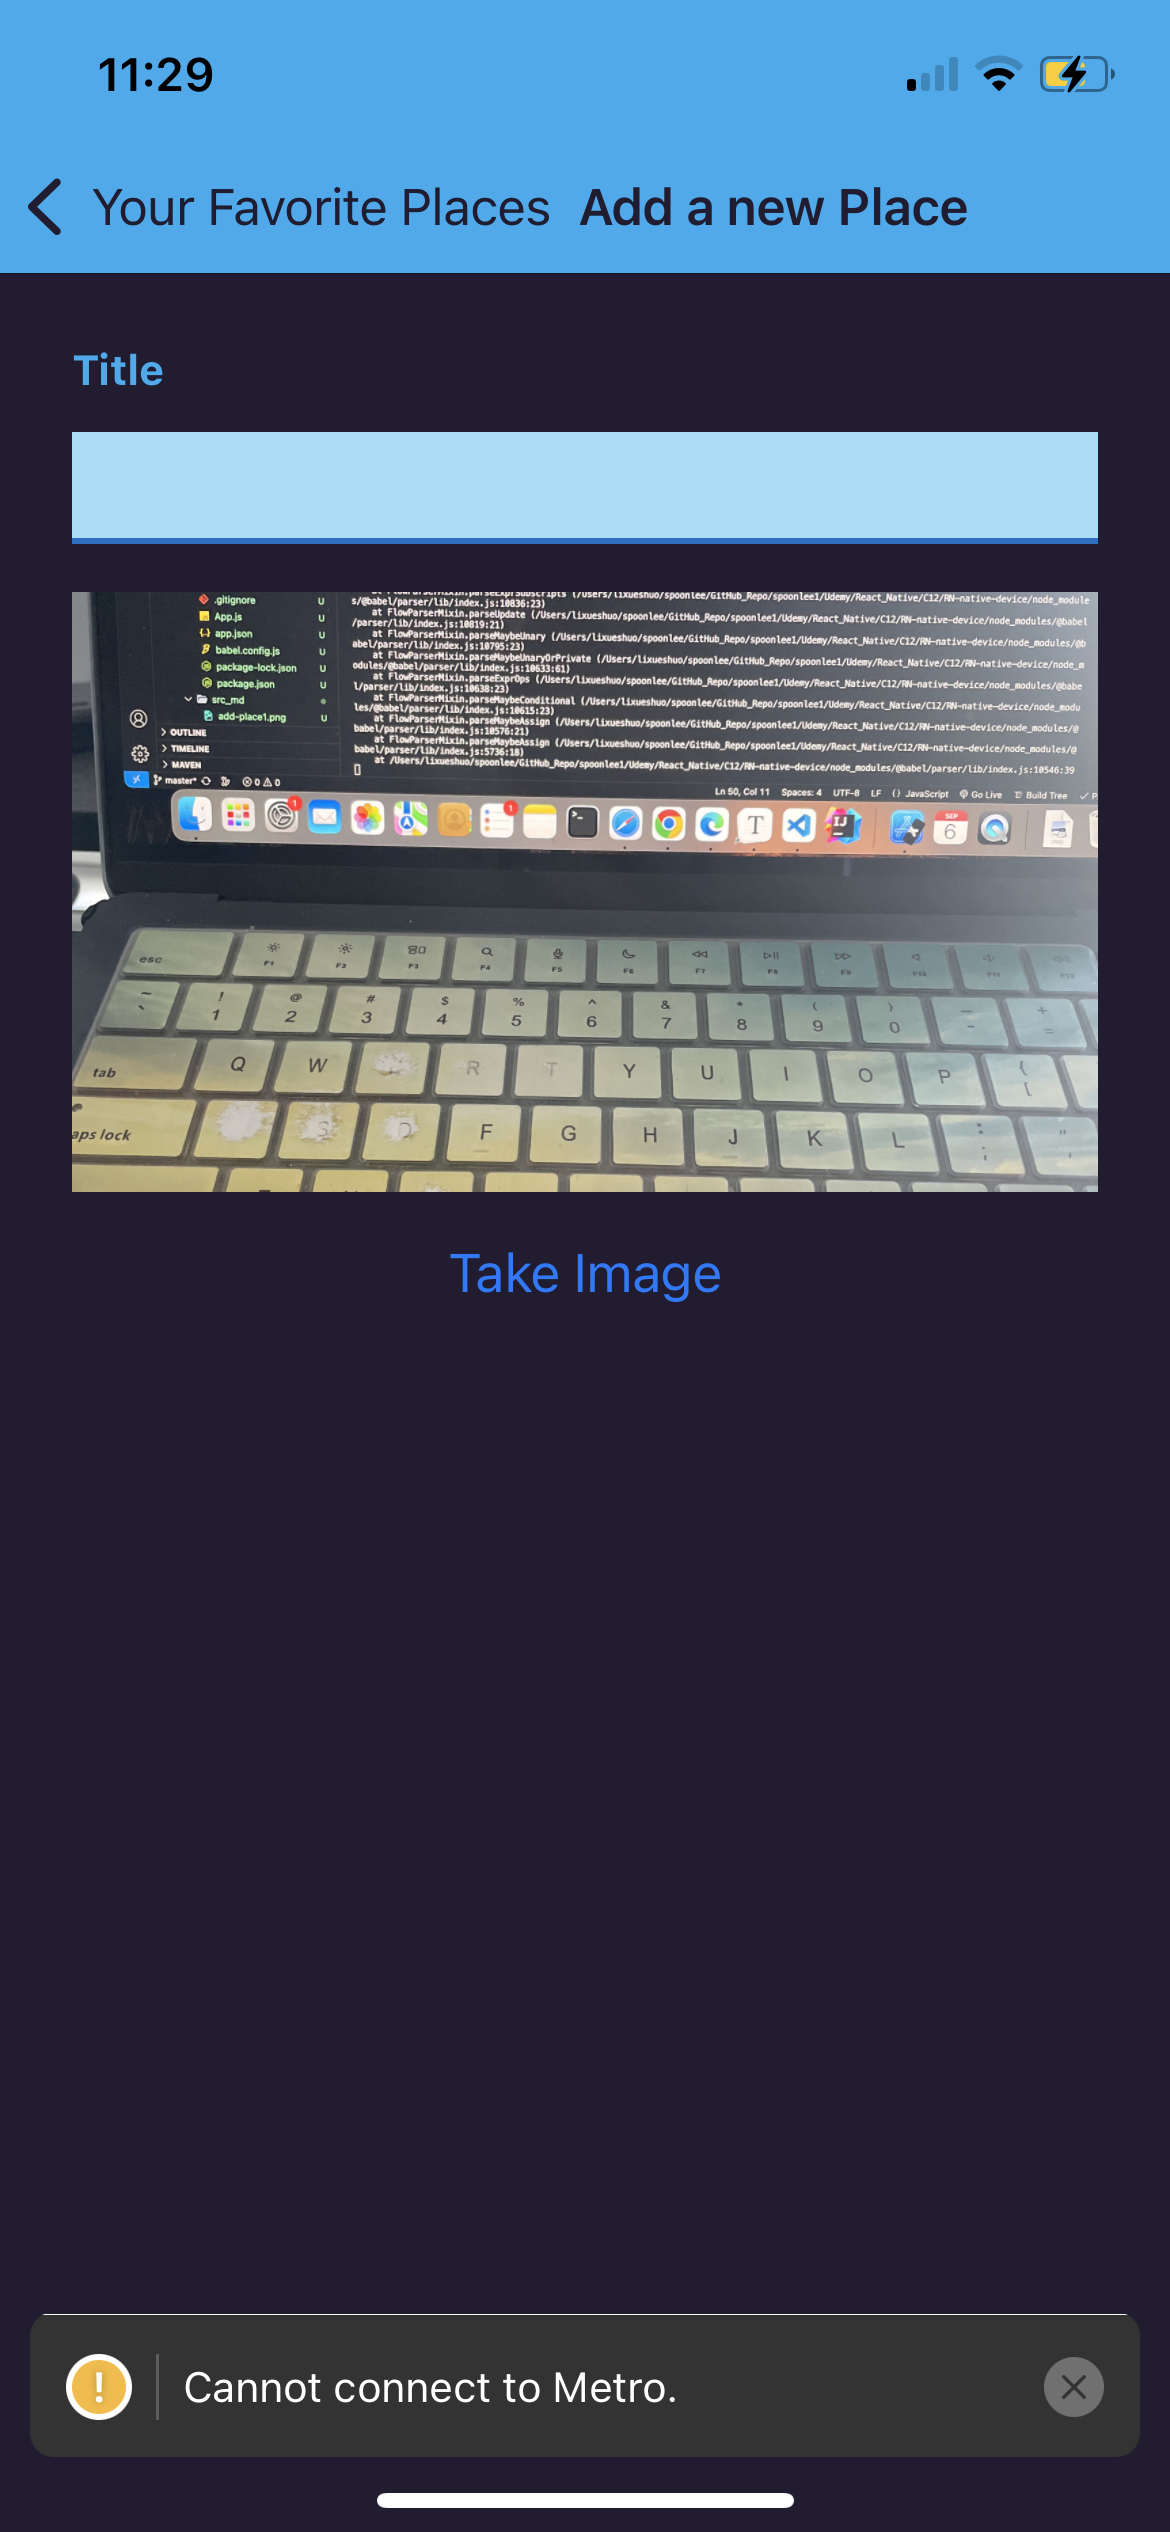 11:29
Your Favorite Places Add a new Place
Title
.gitignore U
App.js U
app.json U
babel.config.js U
package-lock.json U
package.json U
src_md
add-place1.png U
OUTLINE
TIMELINE
MAVEN
s/@babel/parser/lib/index.js:10836:23)
at FlowParserMixin.parseUpdate (/Users/lixueshuo/spoonlee/GitHub_Repo/spoonlee1/Udemy/React_Native/C12/RN-native-device/node_modules/@babel
/parser/lib/index.js:10819:21)
at FlowParserMixin.parseMaybeUnary (/Users/lixueshuo/spoonlee/GitHub_Repo/spoonlee1/Udemy/React_Native/C12/RN-native-device/node_modules/@b
abel/parser/lib/index.js:10795:23)
at FlowParserMixin.parseMaybeUnaryOrPrivate (/Users/lixueshuo/spoonlee/GitHub_Repo/spoonlee1/Udemy/React_Native/C12/RN-native-device/node_m
odules/@babel/parser/lib/index.js:10633:61)
at FlowParserMixin.parseExprOps (/Users/lixueshuo/spoonlee/GitHub_Repo/spoonlee1/Udemy/React_Native/C12/RN-native-device/node_modules/@babe
l/parser/lib/index.js:10638:23)
at FlowParserMixin.parseMaybeConditional (/Users/lixueshuo/spoonlee/GitHub_Repo/spoonlee1/Udemy/React_Native/C12/RN-native-device/node_modu
les/@babel/parser/lib/index.js:10615:23)
at FlowParserMixin.parseMaybeAssign (/Users/lixueshuo/spoonlee/GitHub_Repo/spoonlee1/Udemy/React_Native/C12/RN-native-device/node_modules/@
babel/parser/lib/index.js:10576:21)
at FlowParserMixin.parseMaybeAssign (/Users/lixueshuo/spoonlee/GitHub_Repo/spoonlee1/Udemy/React_Native/C12/RN-native-device/node_modules/@
babel/parser/lib/index.js:5736:18)
at /Users/lixueshuo/spoonlee/GitHub_Repo/spoonlee1/Udemy/React_Native/C12/RN-native-device/node_modules/@babel/parser/lib/index.js:10546:39
master* 0 0
Ln 50, Col 11 Spaces: 4 UTF-8 LF {} JavaScript Go Live Build Tree
1 1 T IJ SEP 6
esc F1 F2 F3 F4 F5 F6 F7 F8 F9 F10 F11 F12
~ ` ! 1 @ 2 # 3 $ 4 % 5 ^ 6 & 7 * 8 ( 9 ) 0 — - + =
tab Q W R T Y U I O P { [
aps lock S D F G H J K L : ; " '
Take Image
Cannot connect to Metro.